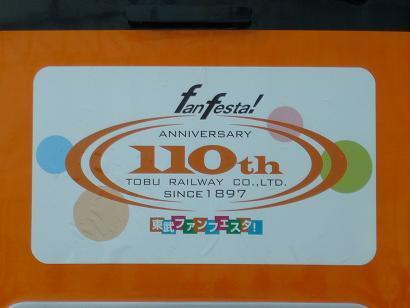 fanfesta!
ANNIVERSARY
110th
TOBU RAILWAY CO.,LTD.
SINCE1897
東武ファンフェスタ!